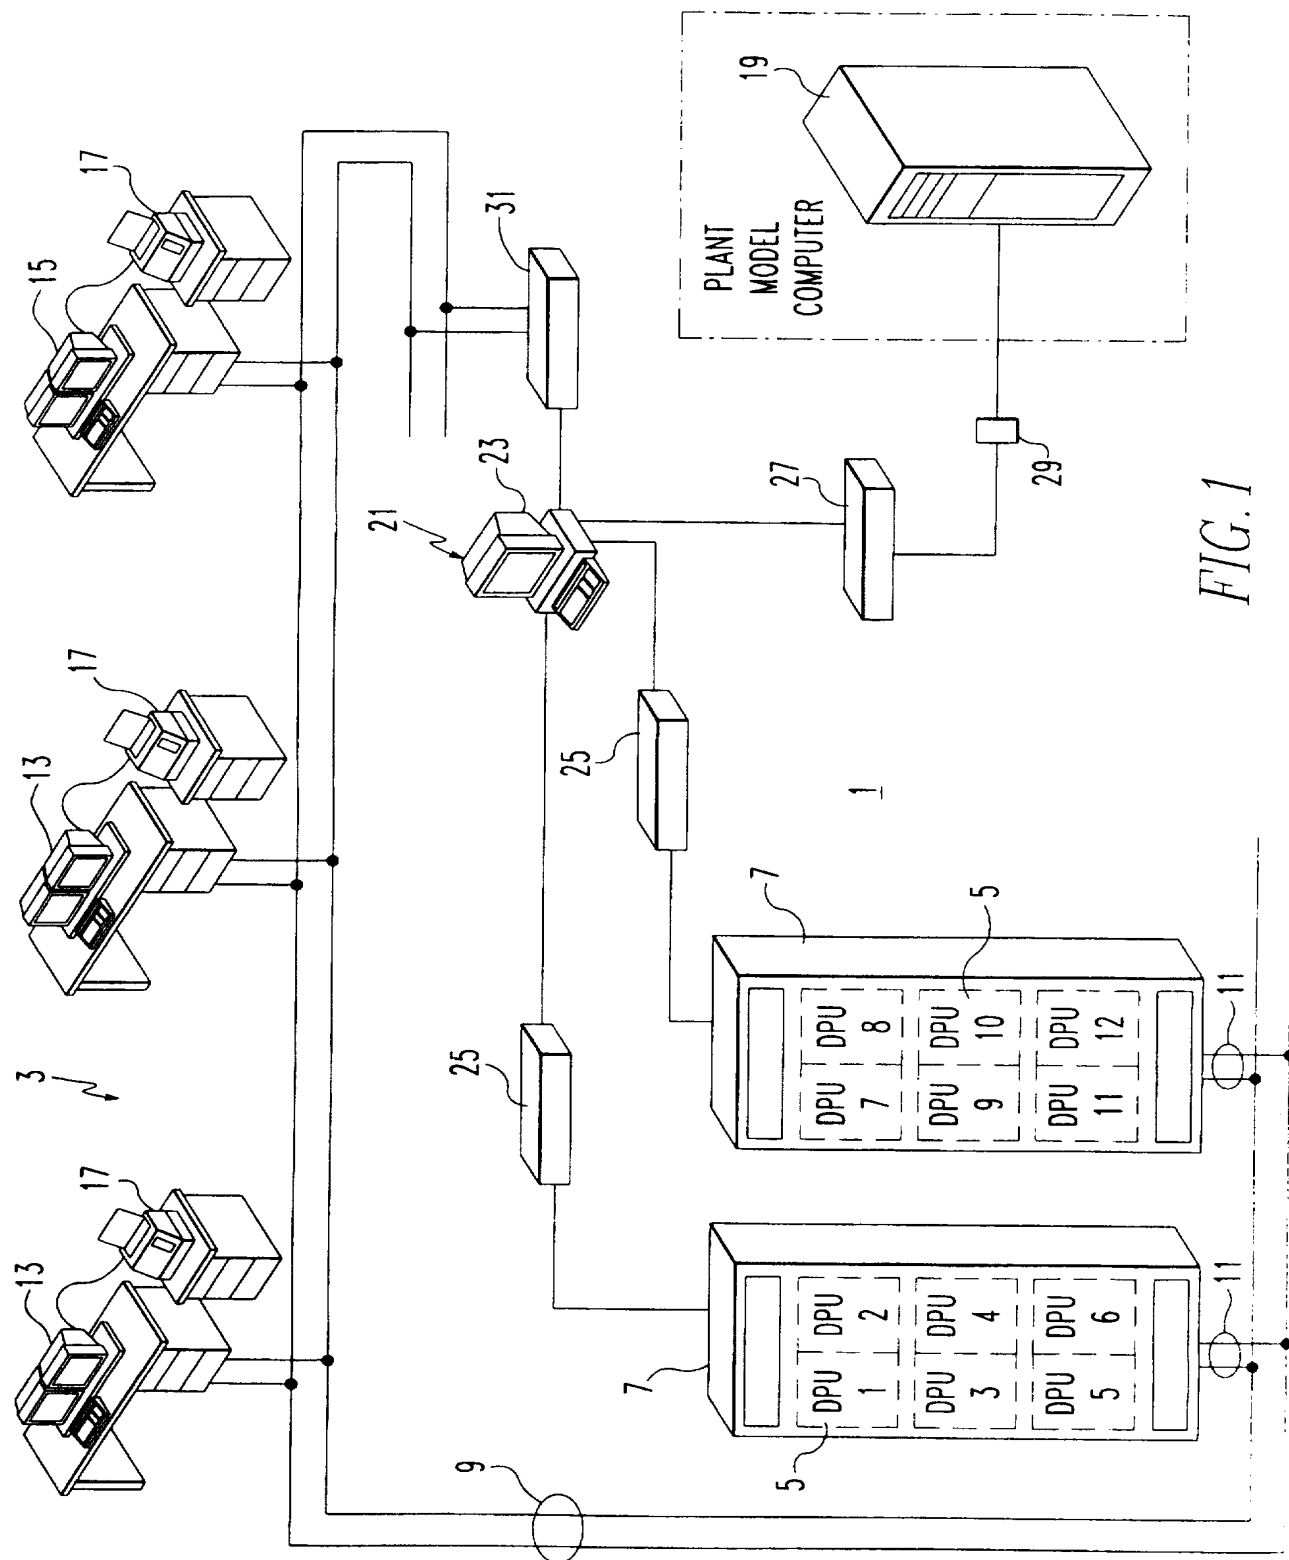 3
13
17
13
17
15
17
9
25
25
21
23
31
7
5
DPU 1
DPU 2
DPU 3
DPU 4
DPU 5
DPU 6
11
7
5
DPU 7
DPU 8
DPU 9
DPU 10
DPU 11
DPU 12
11
1
27
29
PLANT
MODEL
COMPUTER
19
FIG. 1